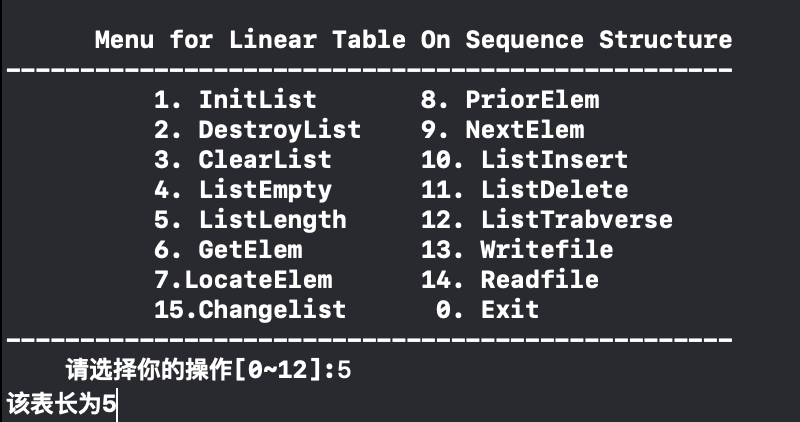 Menu for Linear Table On Sequence Structure
-------------------------------------------------
1. InitList 8. PriorElem
2. DestroyList 9. NextElem
3. ClearList 10. ListInsert
4. ListEmpty 11. ListDelete
5. ListLength 12. ListTrabverse
6. GetElem 13. Writefile
7.LocateElem 14. Readfile
15.Changelist 0. Exit
-------------------------------------------------
请选择你的操作[0~12]:5
该表长为5